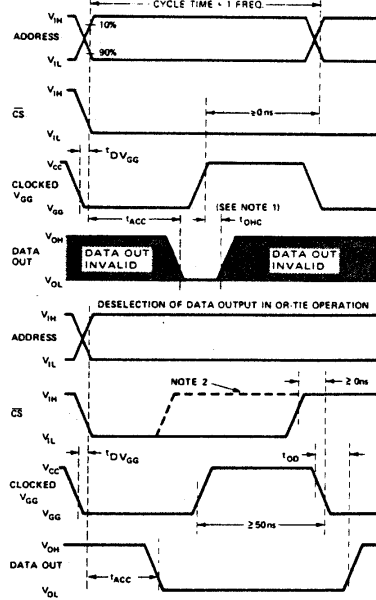 CYCLE TIME = 1 FREQ.
VIH
10%
ADDRESS
90%
VIL
VIH
≥0ns
CS
VIL
tDVGG
VCC
CLOCKED
VGG
VGG
(SEE NOTE 1)
tACC
tOHC
VOH
DATA
OUT
DATA OUT
INVALID
DATA OUT
INVALID
VOL
DESELECTION OF DATA OUTPUT IN OR-TIE OPERATION
VIH
ADDRESS
VIL
NOTE 2
≥0ns
VIH
CS
VIL
tDVGG
tOD
VCC
CLOCKED
VGG
VGG
≥50ns
VOH
DATA OUT
tACC
VOL